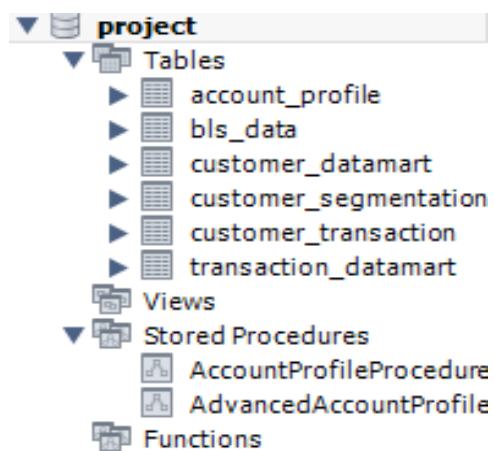 project
Tables
account_profile
bls_data
customer_datamart
customer_segmentation
customer_transaction
transaction_datamart
Views
Stored Procedures
AccountProfileProcedure
AdvancedAccountProfile
Functions